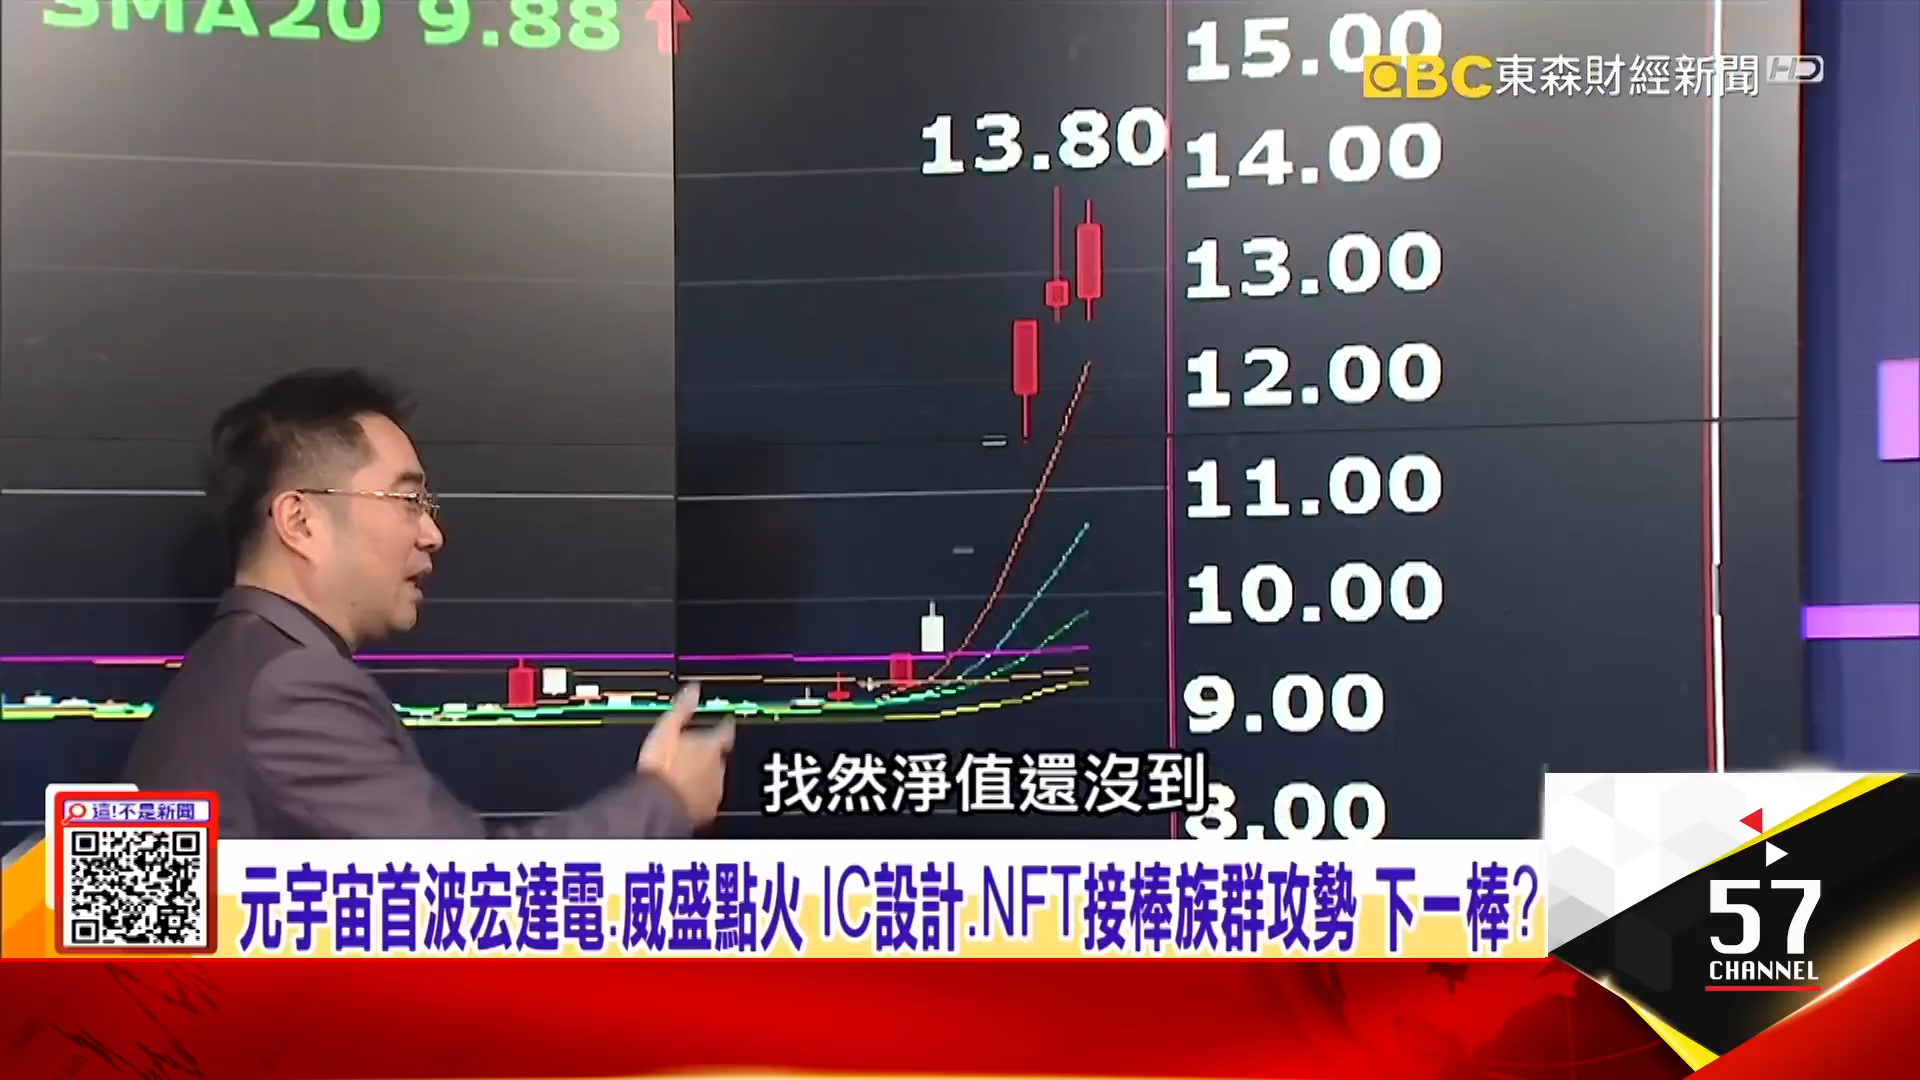 SMA20 9.88
15.00
EBC東森財經新聞HD
13.80
14.00
13.00
12.00
11.00
10.00
9.00
找然淨值還沒到
8.00
這!不是新聞
元宇宙首波宏達電.威盛點火 IC設計.NFT接棒族群攻勢 下一棒?
57
CHANNEL